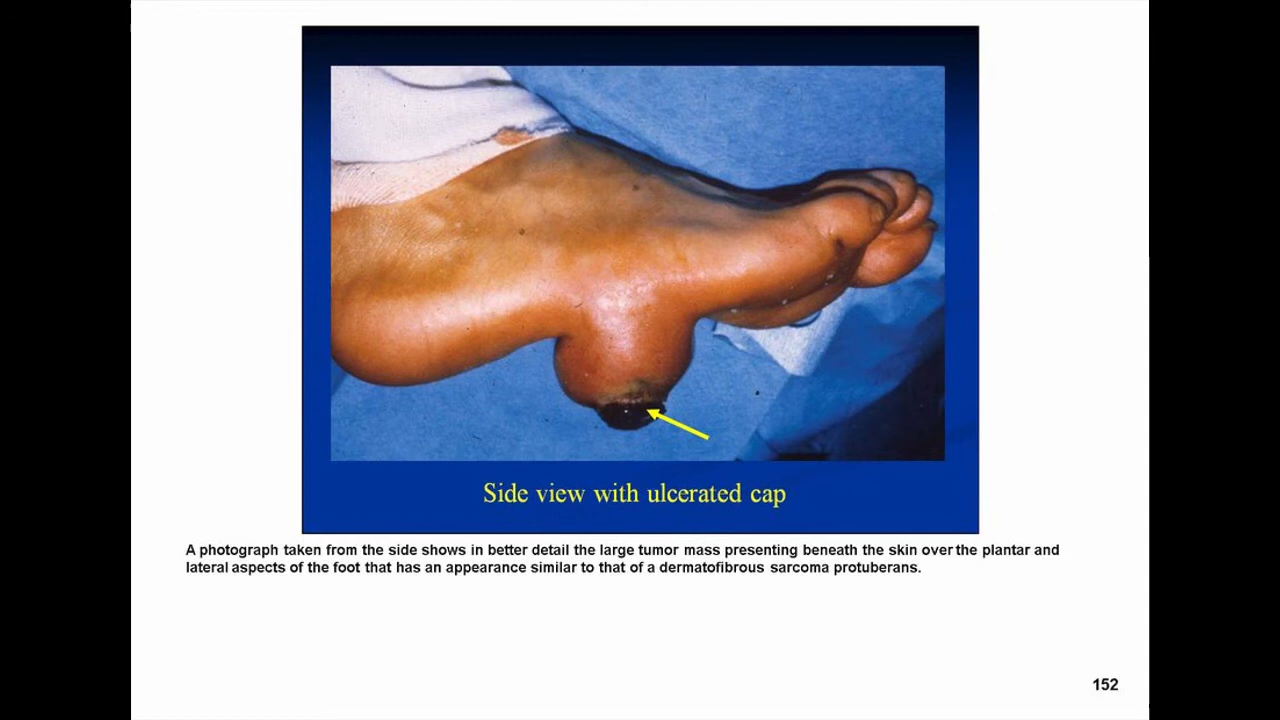 Side view with ulcerated cap
A photograph taken from the side shows in better detail the large tumor mass presenting beneath the skin over the plantar and
lateral aspects of the foot that has an appearance similar to that of a dermatofibrous sarcoma protuberans.
152